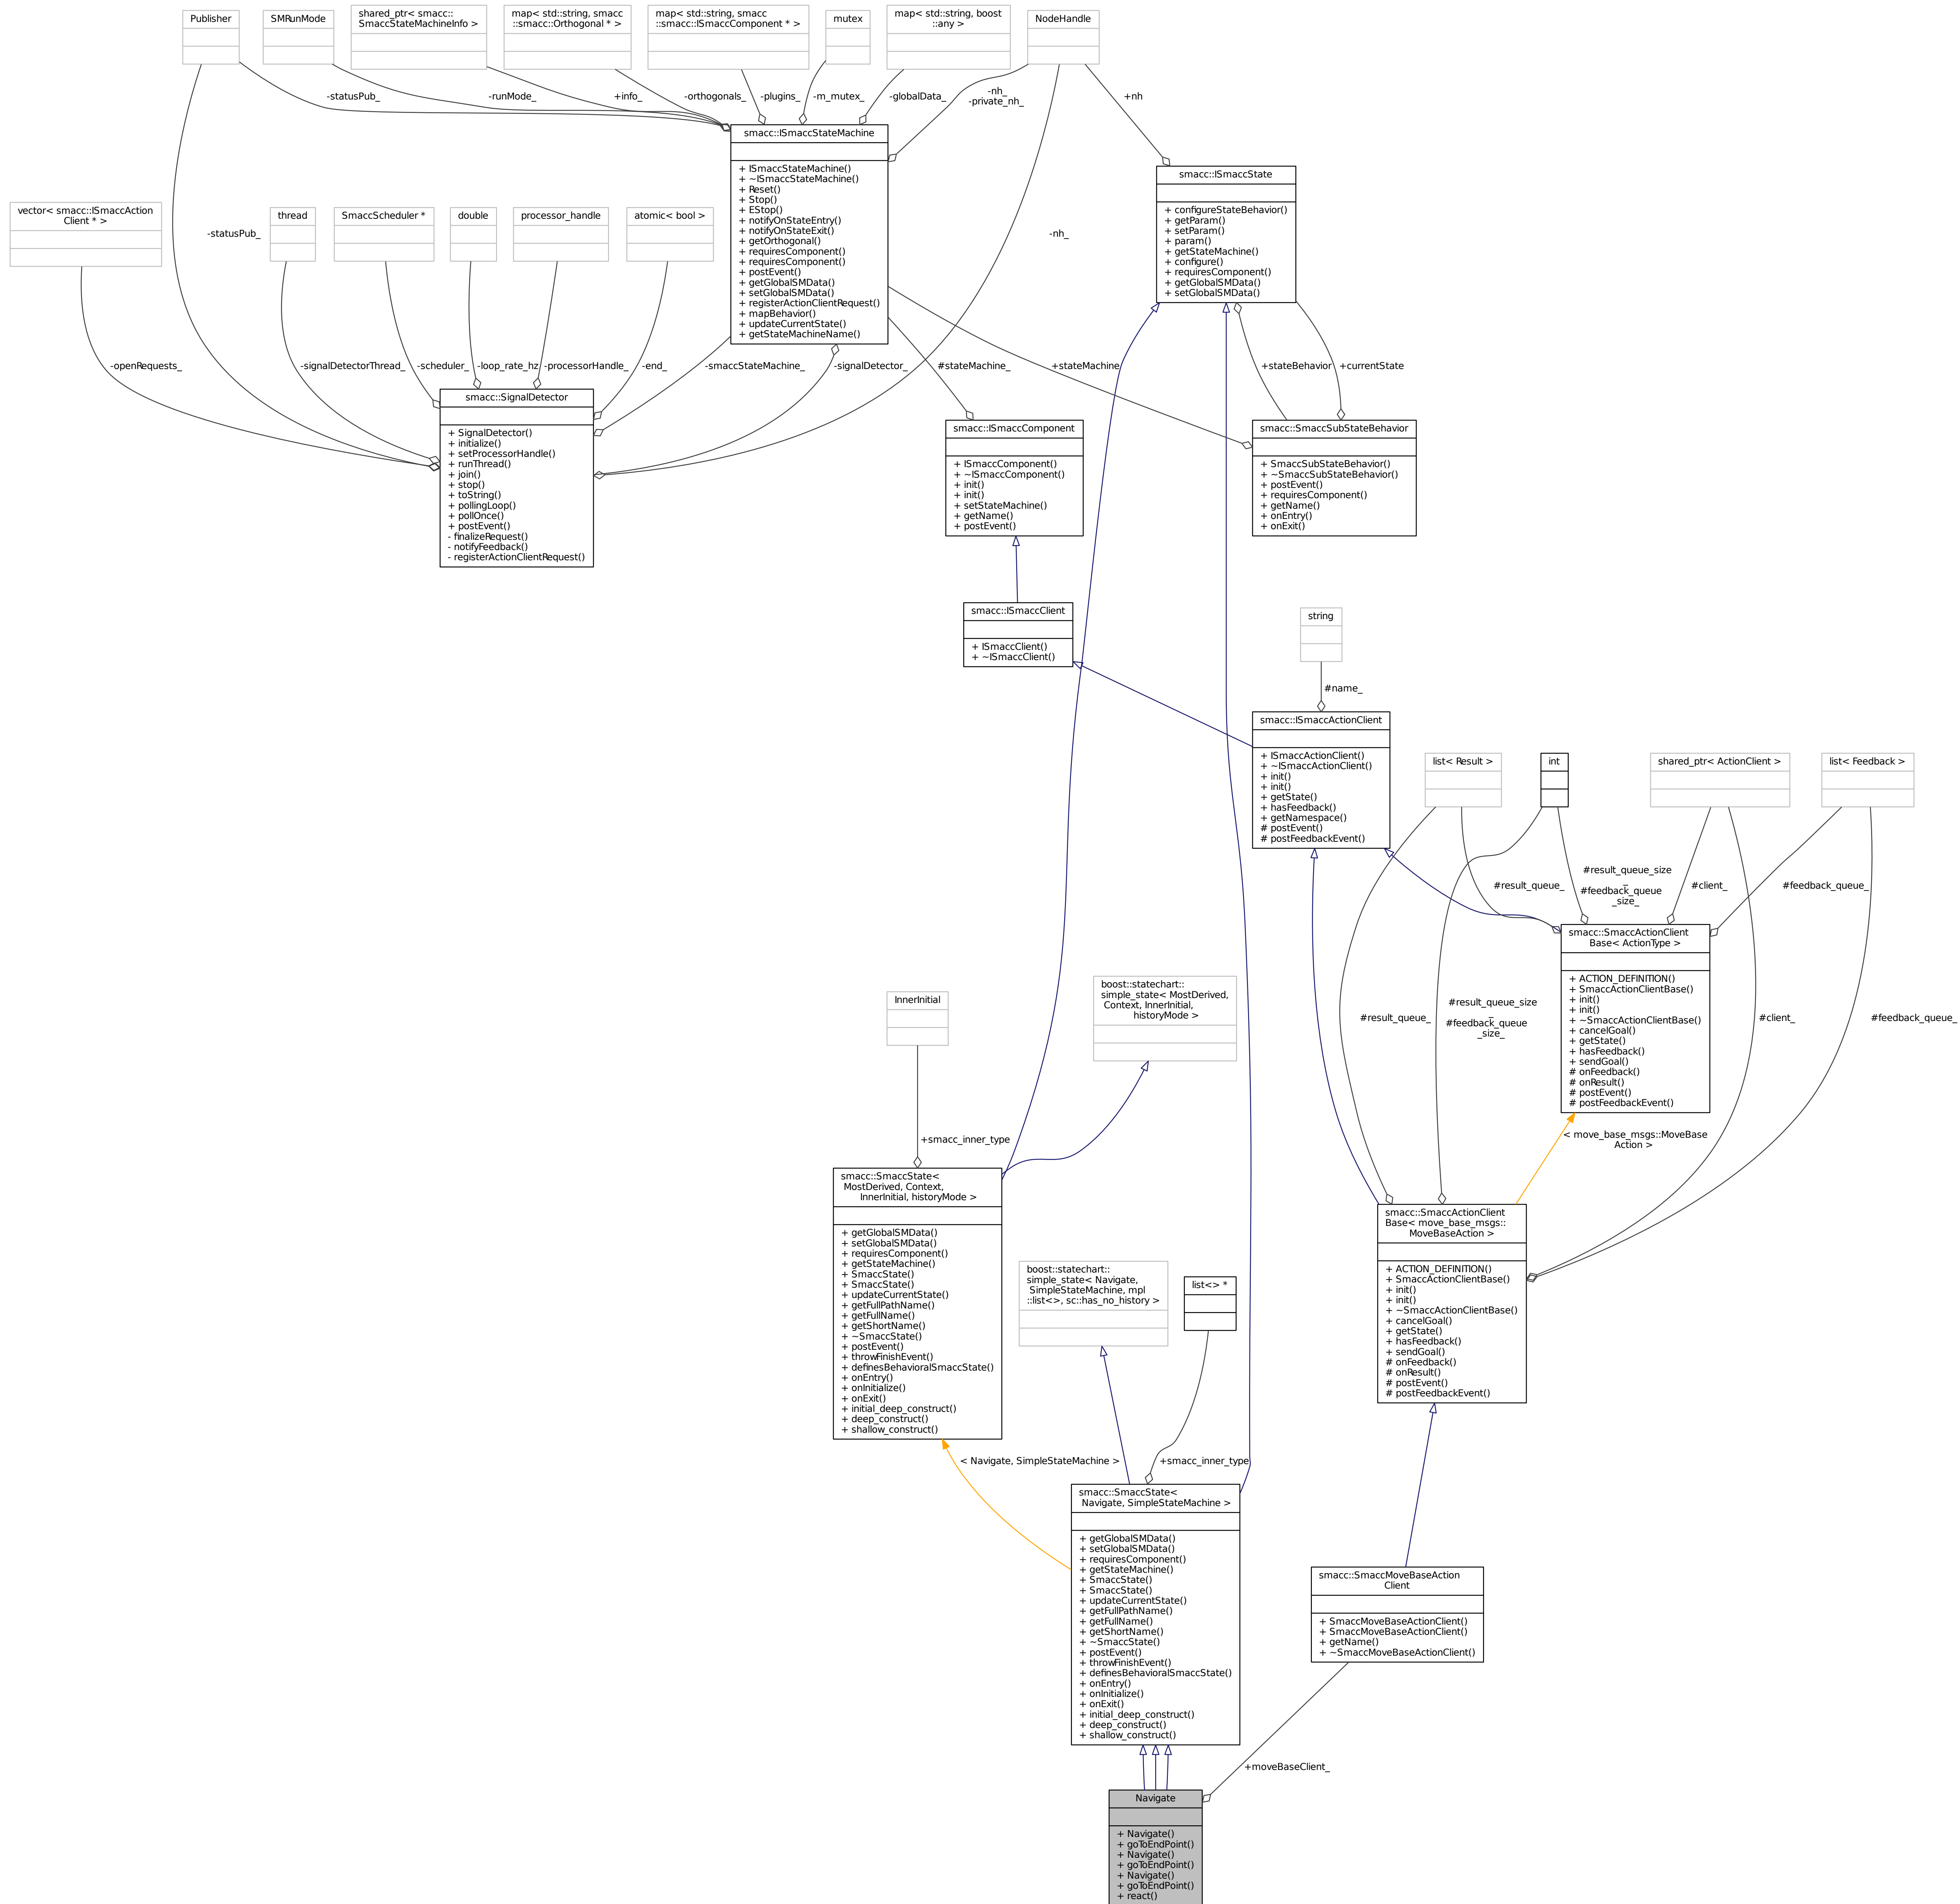 Publisher
SMRunMode
shared_ptr< smacc::
SmaccStateMachineInfo >
map< std::string, smacc
::smacc::Orthogonal * >
map< std::string, smacc
::smacc::ISmaccComponent * >
mutex
map< std::string, boost
::any >
NodeHandle
-statusPub_
-runMode_
+info_
-orthogonals_
-plugins_
-m_mutex_
-globalData_
-nh_
-private_nh_
+nh
smacc::ISmaccStateMachine
+ ISmaccStateMachine()
+ ~ISmaccStateMachine()
+ Reset()
+ Stop()
+ EStop()
+ notifyOnStateEntry()
+ notifyOnStateExit()
+ getOrthogonal()
+ requiresComponent()
+ requiresComponent()
+ postEvent()
+ getGlobalSMData()
+ setGlobalSMData()
+ registerActionClientRequest()
+ mapBehavior()
+ updateCurrentState()
+ getStateMachineName()
smacc::ISmaccState
+ configureStateBehavior()
+ getParam()
+ setParam()
+ param()
+ getStateMachine()
+ configure()
+ requiresComponent()
+ getGlobalSMData()
+ setGlobalSMData()
vector< smacc::ISmaccAction
Client * >
thread
SmaccScheduler *
double
processor_handle
atomic< bool >
-statusPub_
-nh_
-openRequests_
-signalDetectorThread_
-scheduler_
-loop_rate_hz
-processorHandle_
-end_
-smaccStateMachine_
-signalDetector_
#stateMachine_
+stateMachine
+stateBehavior
+currentState
smacc::SignalDetector
+ SignalDetector()
+ initialize()
+ setProcessorHandle()
+ runThread()
+ join()
+ stop()
+ toString()
+ pollingLoop()
+ pollOnce()
+ postEvent()
- finalizeRequest()
- notifyFeedback()
- registerActionClientRequest()
smacc::ISmaccComponent
+ ISmaccComponent()
+ ~ISmaccComponent()
+ init()
+ init()
+ setStateMachine()
+ getName()
+ postEvent()
smacc::SmaccSubStateBehavior
+ SmaccSubStateBehavior()
+ ~SmaccSubStateBehavior()
+ postEvent()
+ requiresComponent()
+ getName()
+ onEntry()
+ onExit()
smacc::ISmaccClient
+ ISmaccClient()
+ ~ISmaccClient()
string
#name_
smacc::ISmaccActionClient
+ ISmaccActionClient()
+ ~ISmaccActionClient()
+ init()
+ init()
+ getState()
+ hasFeedback()
+ getNamespace()
# postEvent()
# postFeedbackEvent()
list< Result >
int
shared_ptr< ActionClient >
list< Feedback >
#result_queue_
#result_queue_size
_
#feedback_queue
_size_
#client_
#feedback_queue_
smacc::SmaccActionClient
Base< ActionType >
+ ACTION_DEFINITION()
+ SmaccActionClientBase()
+ init()
+ init()
+ ~SmaccActionClientBase()
+ cancelGoal()
+ getState()
+ hasFeedback()
+ sendGoal()
# onFeedback()
# onResult()
# postEvent()
# postFeedbackEvent()
InnerInitial
boost::statechart::
simple_state< MostDerived,
Context, InnerInitial,
historyMode >
#result_queue_
#result_queue_size
_
#feedback_queue
_size_
#client_
#feedback_queue_
+smacc_inner_type
< move_base_msgs::MoveBase
Action >
smacc::SmaccState<
MostDerived, Context,
InnerInitial, historyMode >
+ getGlobalSMData()
+ setGlobalSMData()
+ requiresComponent()
+ getStateMachine()
+ SmaccState()
+ SmaccState()
+ updateCurrentState()
+ getFullPathName()
+ getFullName()
+ getShortName()
+ ~SmaccState()
+ postEvent()
+ throwFinishEvent()
+ definesBehavioralSmaccState()
+ onEntry()
+ onInitialize()
+ onExit()
+ initial_deep_construct()
+ deep_construct()
+ shallow_construct()
smacc::SmaccActionClient
Base< move_base_msgs::
MoveBaseAction >
+ ACTION_DEFINITION()
+ SmaccActionClientBase()
+ init()
+ init()
+ ~SmaccActionClientBase()
+ cancelGoal()
+ getState()
+ hasFeedback()
+ sendGoal()
# onFeedback()
# onResult()
# postEvent()
# postFeedbackEvent()
boost::statechart::
simple_state< Navigate,
SimpleStateMachine, mpl
::list<>, sc::has_no_history >
list<> *
< Navigate, SimpleStateMachine >
+smacc_inner_type
smacc::SmaccState<
Navigate, SimpleStateMachine >
+ getGlobalSMData()
+ setGlobalSMData()
+ requiresComponent()
+ getStateMachine()
+ SmaccState()
+ SmaccState()
+ updateCurrentState()
+ getFullPathName()
+ getFullName()
+ getShortName()
+ ~SmaccState()
+ postEvent()
+ throwFinishEvent()
+ definesBehavioralSmaccState()
+ onEntry()
+ onInitialize()
+ onExit()
+ initial_deep_construct()
+ deep_construct()
+ shallow_construct()
smacc::SmaccMoveBaseAction
Client
+ SmaccMoveBaseActionClient()
+ SmaccMoveBaseActionClient()
+ getName()
+ ~SmaccMoveBaseActionClient()
+moveBaseClient_
Navigate
+ Navigate()
+ goToEndPoint()
+ Navigate()
+ goToEndPoint()
+ Navigate()
+ goToEndPoint()
+ react()